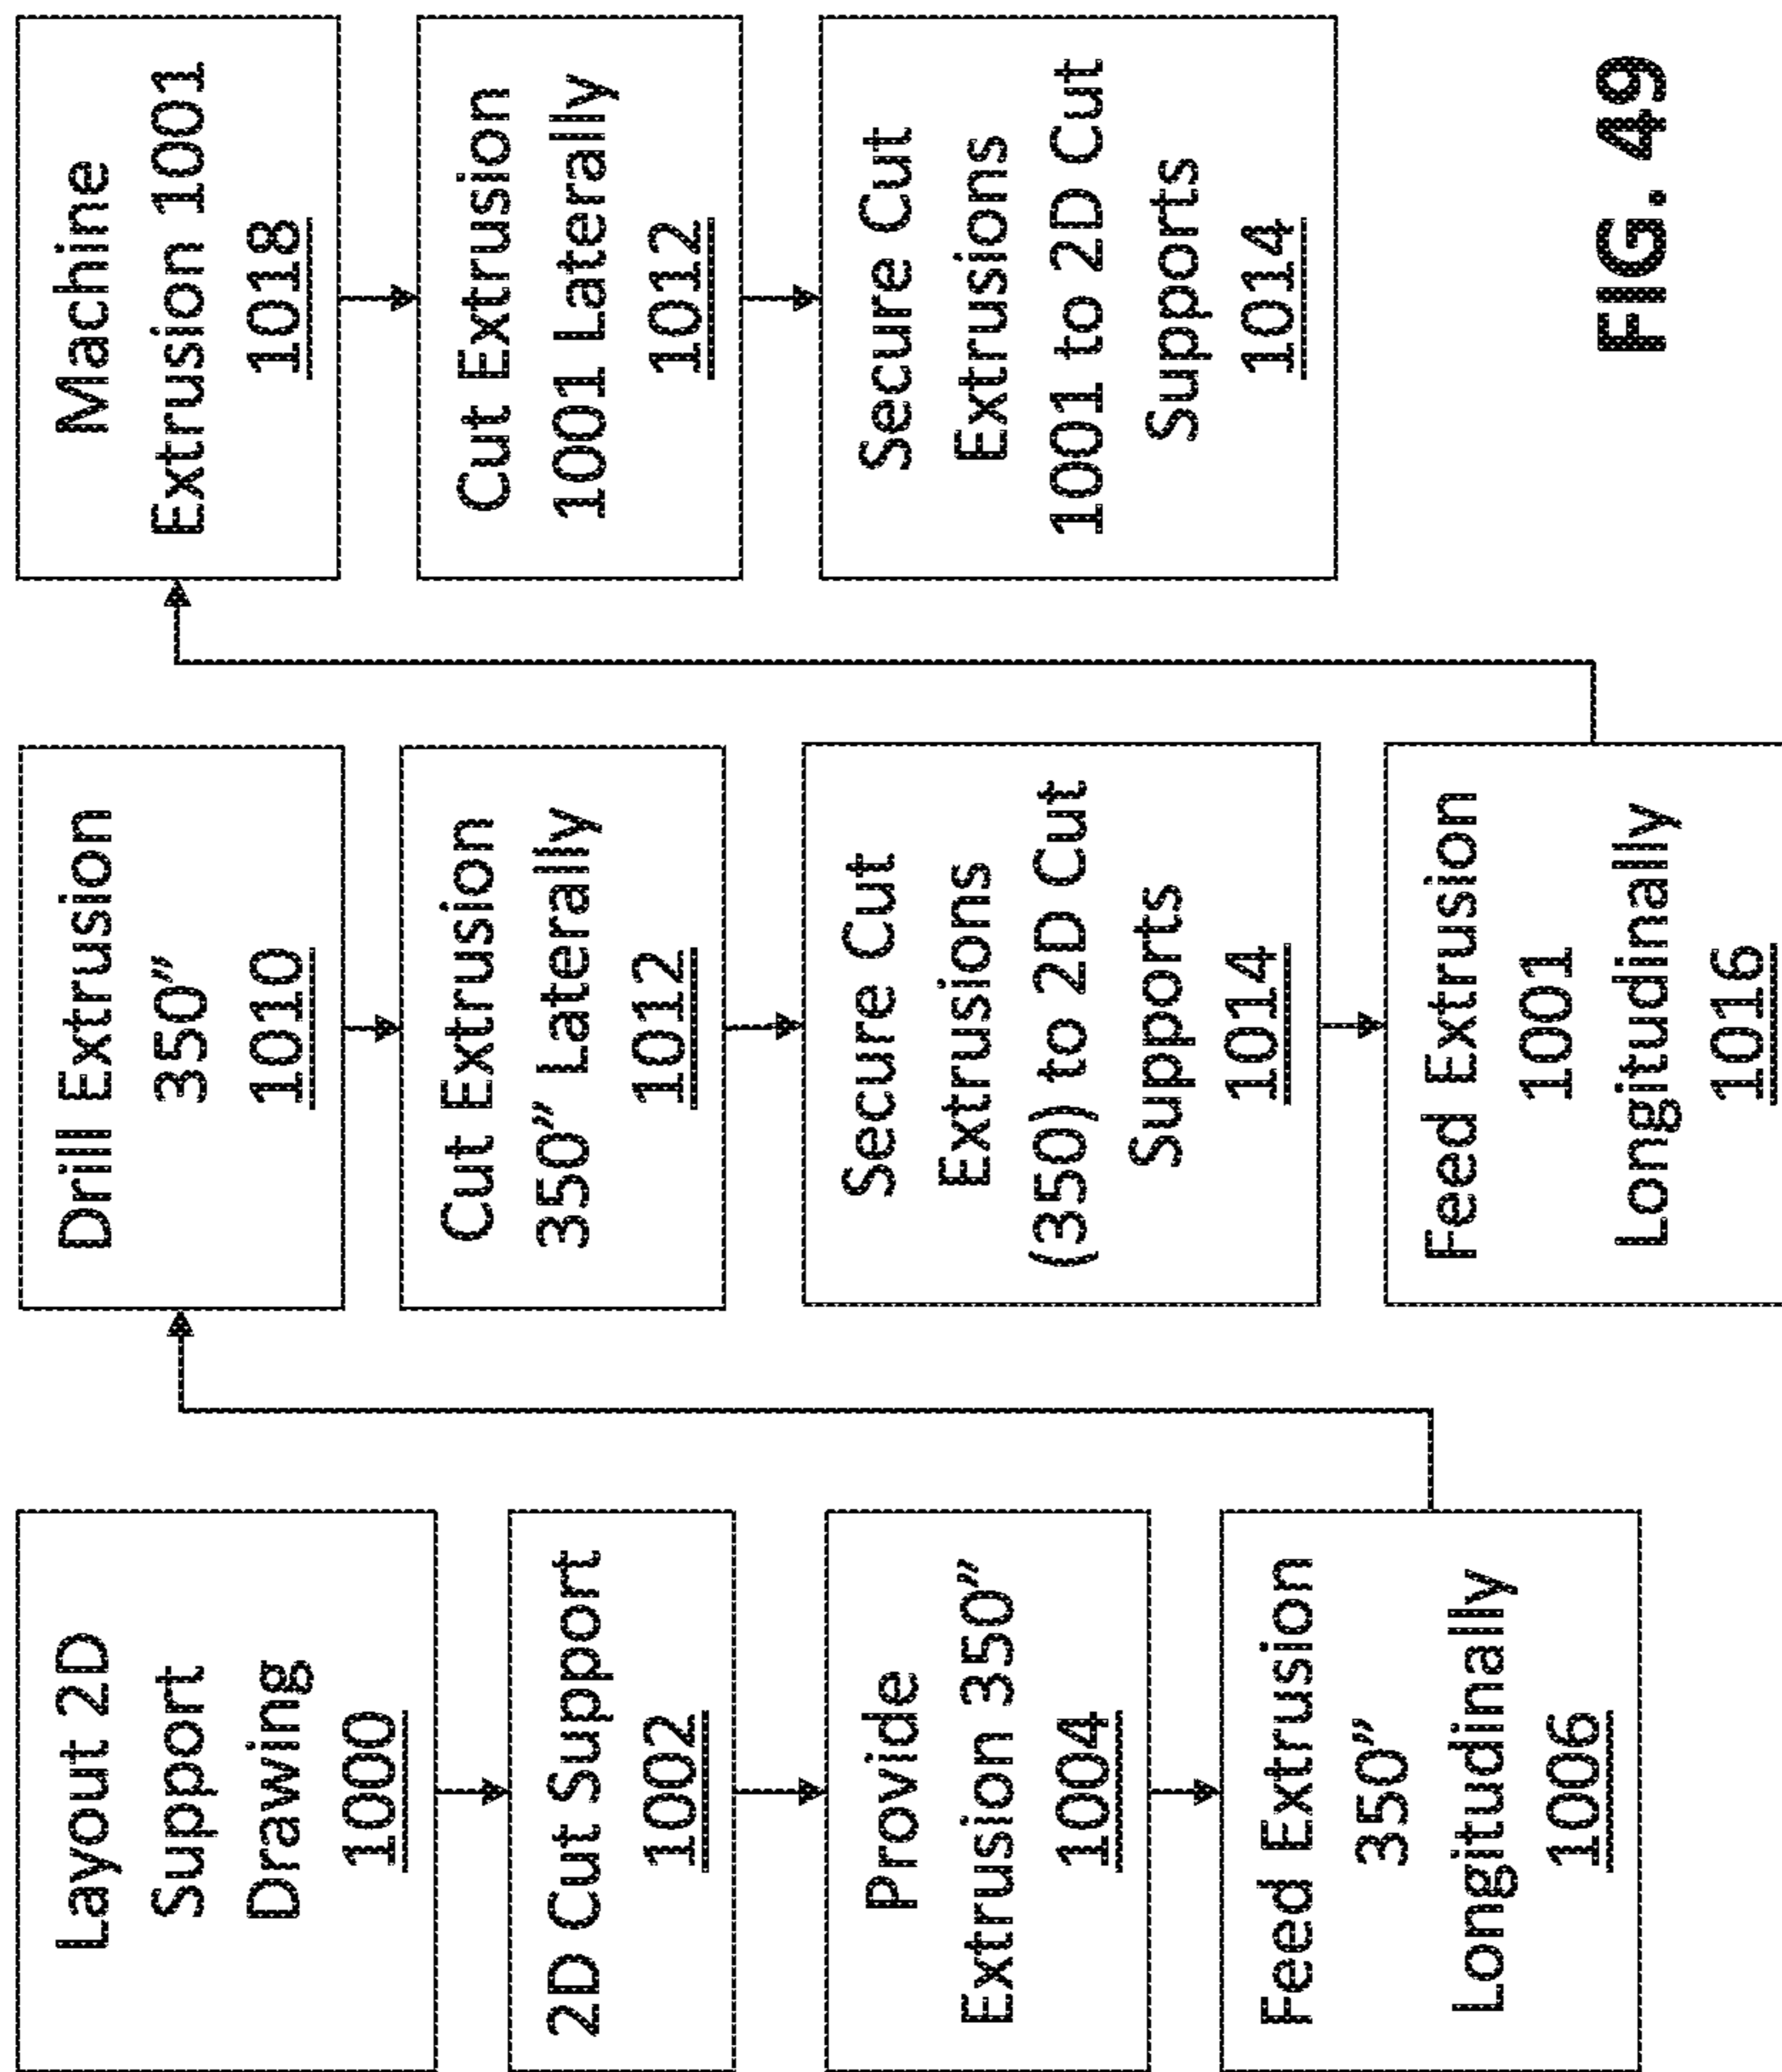 Layout 2D
Support
Drawing
1000
2D Cut Support
1002
Provide
Extrusion 350”
1004
Feed Extrusion
350”
Longitudinally
1006
Drill Extrusion
350”
1010
Cut Extrusion
350” Laterally
1012
Secure Cut
Extrusions
(350) to 2D Cut
Supports
1014
Feed Extrusion
1001
Longitudinally
1016
Machine
Extrusion 1001
1018
Cut Extrusion
1001 Laterally
1012
Secure Cut
Extrusions
1001 to 2D Cut
Supports
1014
FIG. 49